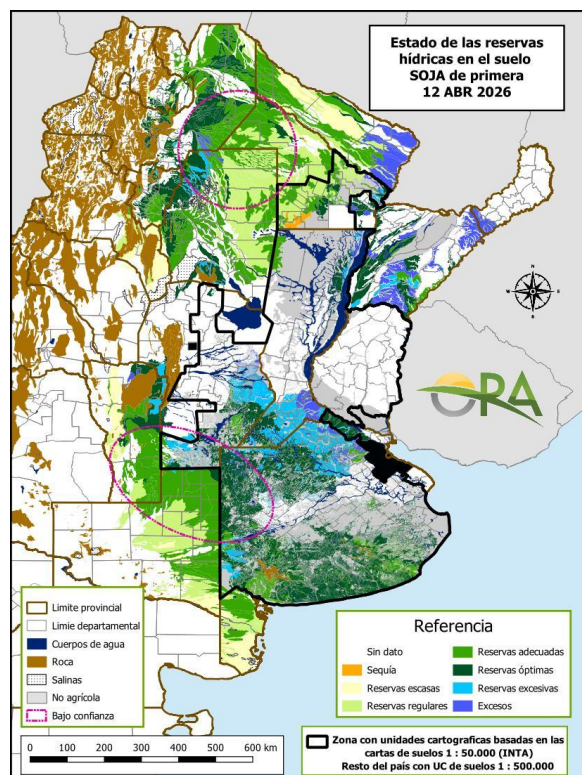 Estado de las reservas
hídricas en el suelo
SOJA de primera
12 ABR 2026
N
W
E
S
ORA
Limite provincial
Limie departamental
Cuerpos de agua
Roca
Salinas
No agrícola
Bajo confianza
0 100 200 300 400 500 600 km
Referencia
Sin dato
Sequía
Reservas escasas
Reservas regulares
Reservas adecuadas
Reservas óptimas
Reservas excesivas
Excesos
Zona con unidades cartograficas basadas en las
cartas de suelos 1 : 50.000 (INTA)
Resto del país con UC de suelos 1 : 500.000